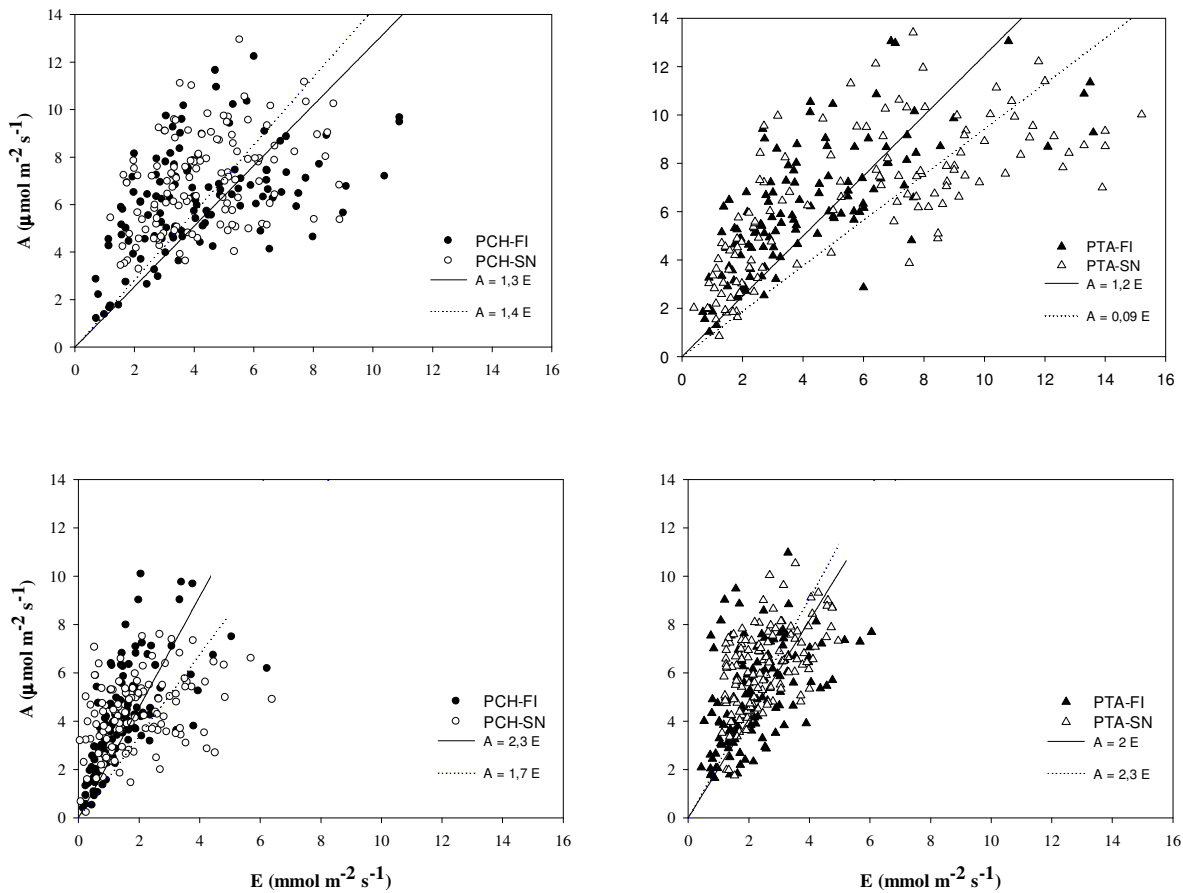 14
12
10
8
6
4
2
0
A (µmol m-2 s-1)
0 2 4 6 8 10 12 14 16
PCH-FI
PCH-SN
A = 1,3 E
A = 1,4 E
14
12
10
8
6
4
2
0
0 2 4 6 8 10 12 14 16
PTA-FI
PTA-SN
A = 1,2 E
A = 0,09 E
14
12
10
8
6
4
2
0
A (µmol m-2 s-1)
0 2 4 6 8 10 12 14 16
E (mmol m-2 s-1)
PCH-FI
PCH-SN
A = 2,3 E
A = 1,7 E
14
12
10
8
6
4
2
0
0 2 4 6 8 10 12 14 16
E (mmol m-2 s-1)
PTA-FI
PTA-SN
A = 2 E
A = 2,3 E